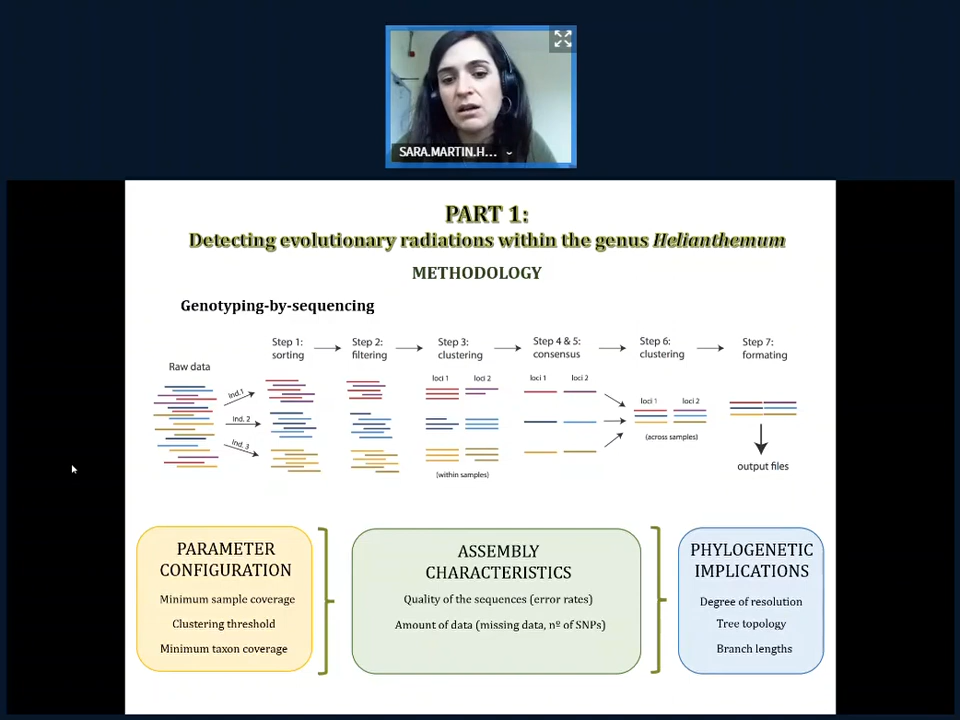 SARA.MARTIN.H...
PART 1:
Detecting evolutionary radiations within the genus Helianthemum
METHODOLOGY
Genotyping-by-sequencing
Raw data
Step 1:
sorting
Step 2:
filtering
Step 3:
clustering
Step 4 & 5:
consensus
Step 6:
clustering
Step 7:
formating
Ind.1
Ind. 2
Ind. 3
loci 1
loci 2
(within samples)
loci 1
loci 2
loci 1
loci 2
(across samples)
output files
PARAMETER
CONFIGURATION
Minimum sample coverage
Clustering threshold
Minimum taxon coverage
ASSEMBLY
CHARACTERISTICS
Quality of the sequences (error rates)
Amount of data (missing data, nº of SNPs)
PHYLOGENETIC
IMPLICATIONS
Degree of resolution
Tree topology
Branch lengths